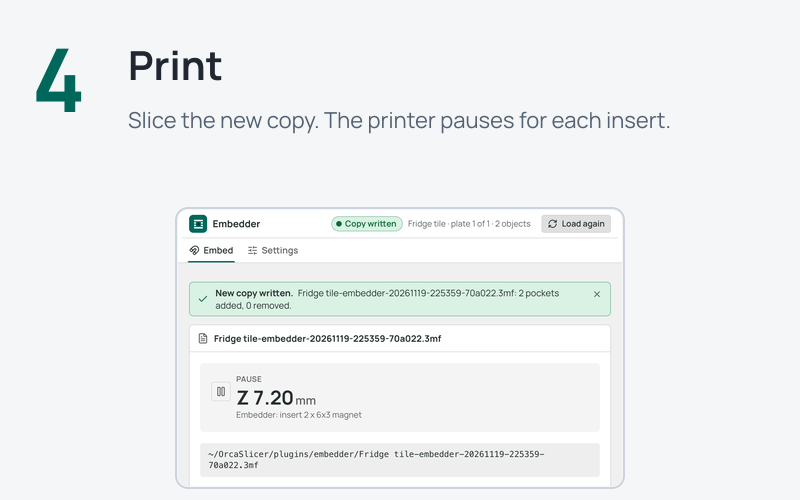 4
Print
Slice the new copy. The printer pauses for each insert.
Embedder
Copy written
Fridge tile · plate 1 of 1 · 2 objects
Load again
Embed
Settings
New copy written. Fridge tile-embedder-20261119-225359-70a022.3mf: 2 pockets
added, 0 removed.
Fridge tile-embedder-20261119-225359-70a022.3mf
PAUSE
Z 7.20 mm
Embedder: insert 2 x 6x3 magnet
~/OrcaSlicer/plugins/embedder/Fridge tile-embedder-20261119-225359-
70a022.3mf